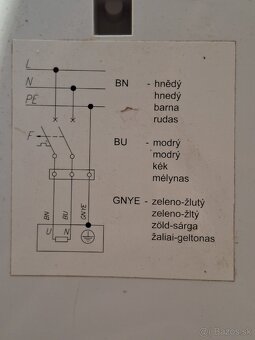 L
N
PE
F
BN
BU
GNYE
U
N
BN - hnědý
hnedý
barna
rudas
BU - modrý
modrý
kék
mėlynas
GNYE - zeleno-žlutý
zeleno-žltý
zöld-sárga
žaliai-geltonas
© Bazos.sk